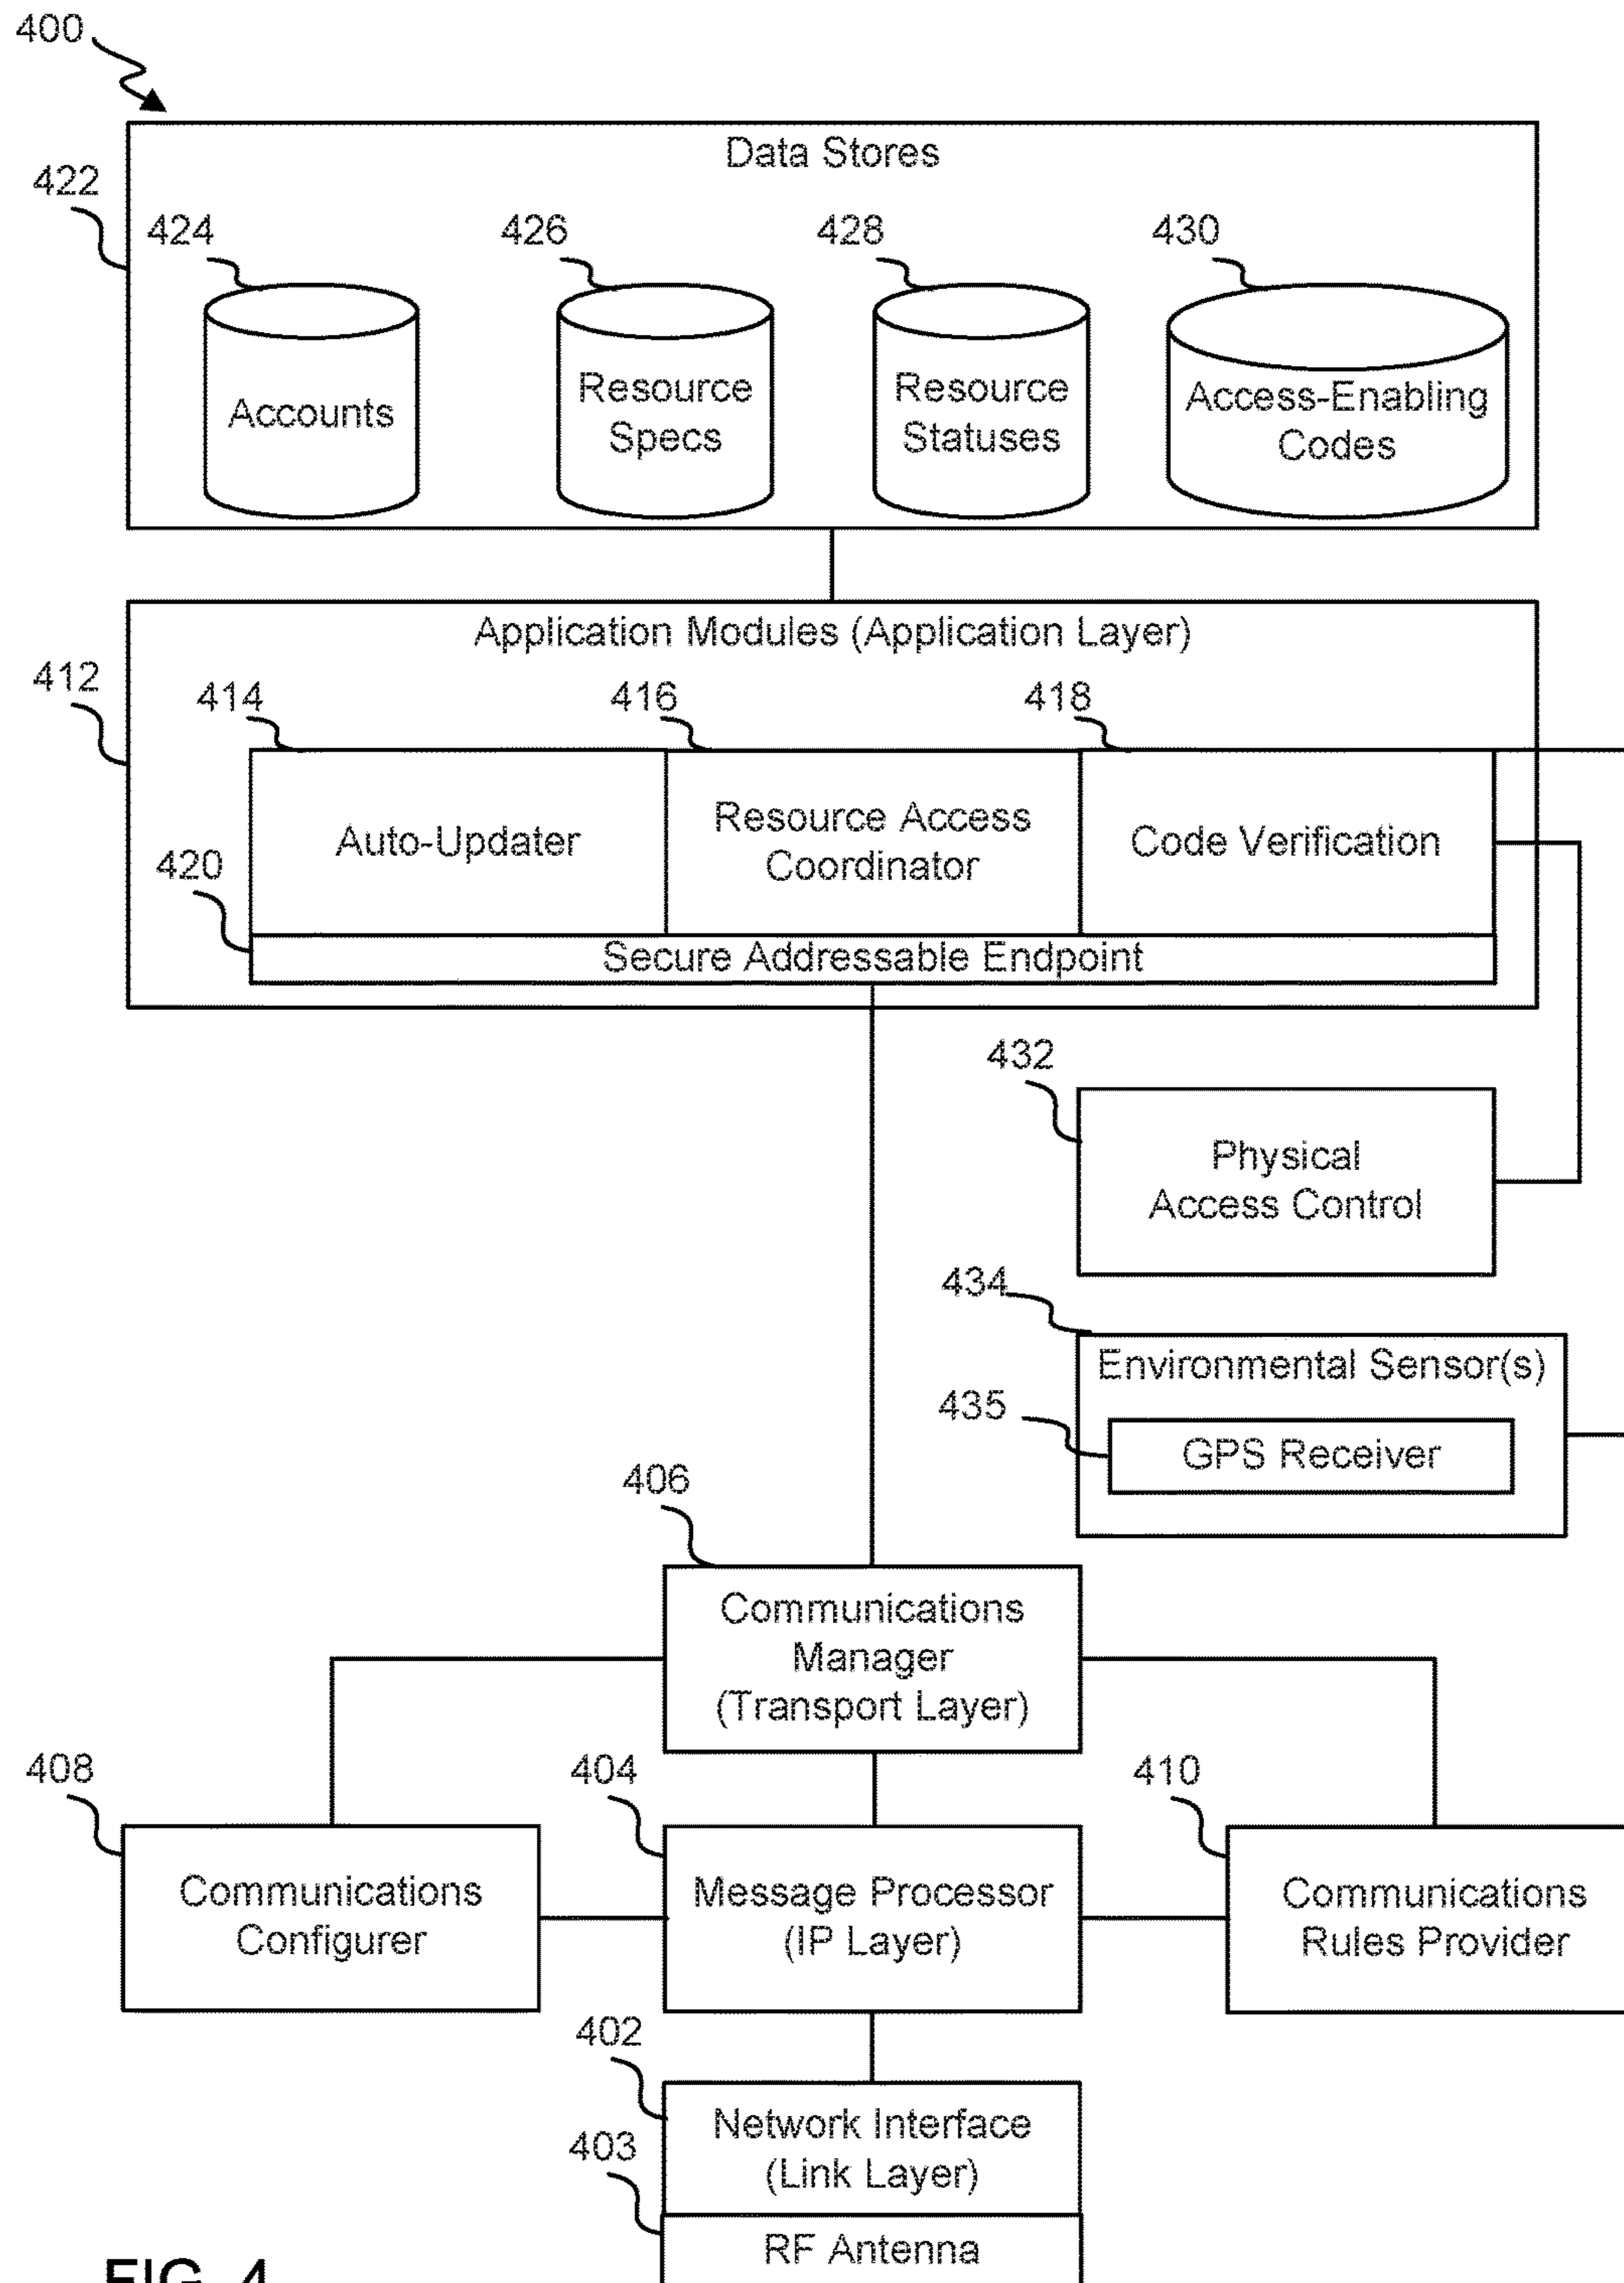 400
Data Stores
422
424
426
428
430
Accounts
Resource
Specs
Resource
Statuses
Access-Enabling
Codes
Application Modules (Application Layer)
412
414
416
418
Auto-Updater
Resource Access
Coordinator
Code Verification
420
Secure Addressable Endpoint
432
Physical
Access Control
434
Environmental Sensor(s)
435
GPS Receiver
406
Communications
Manager
(Transport Layer)
408
404
410
Communications
Configurer
Message Processor
(IP Layer)
Communications
Rules Provider
402
Network Interface
(Link Layer)
403
RF Antenna
FIG. 4